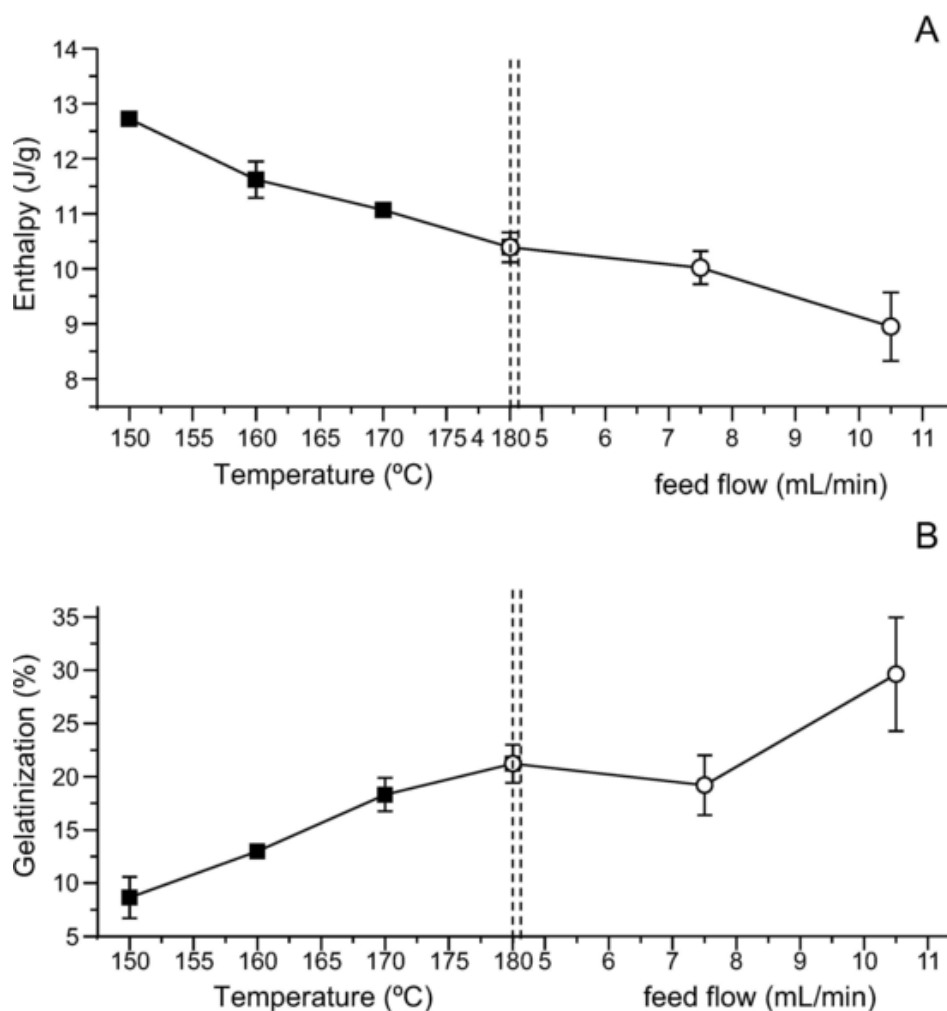 A
14
13
12
11
10
9
8
Enthalpy (J/g)
150 155 160 165 170 175 4 180 5 6 7 8 9 10 11
Temperature (ºC) feed flow (mL/min)
B
35
30
25
20
15
10
5
Gelatinization (%)
150 155 160 165 170 175 180 5 6 7 8 9 10 11
Temperature (ºC) feed flow (mL/min)